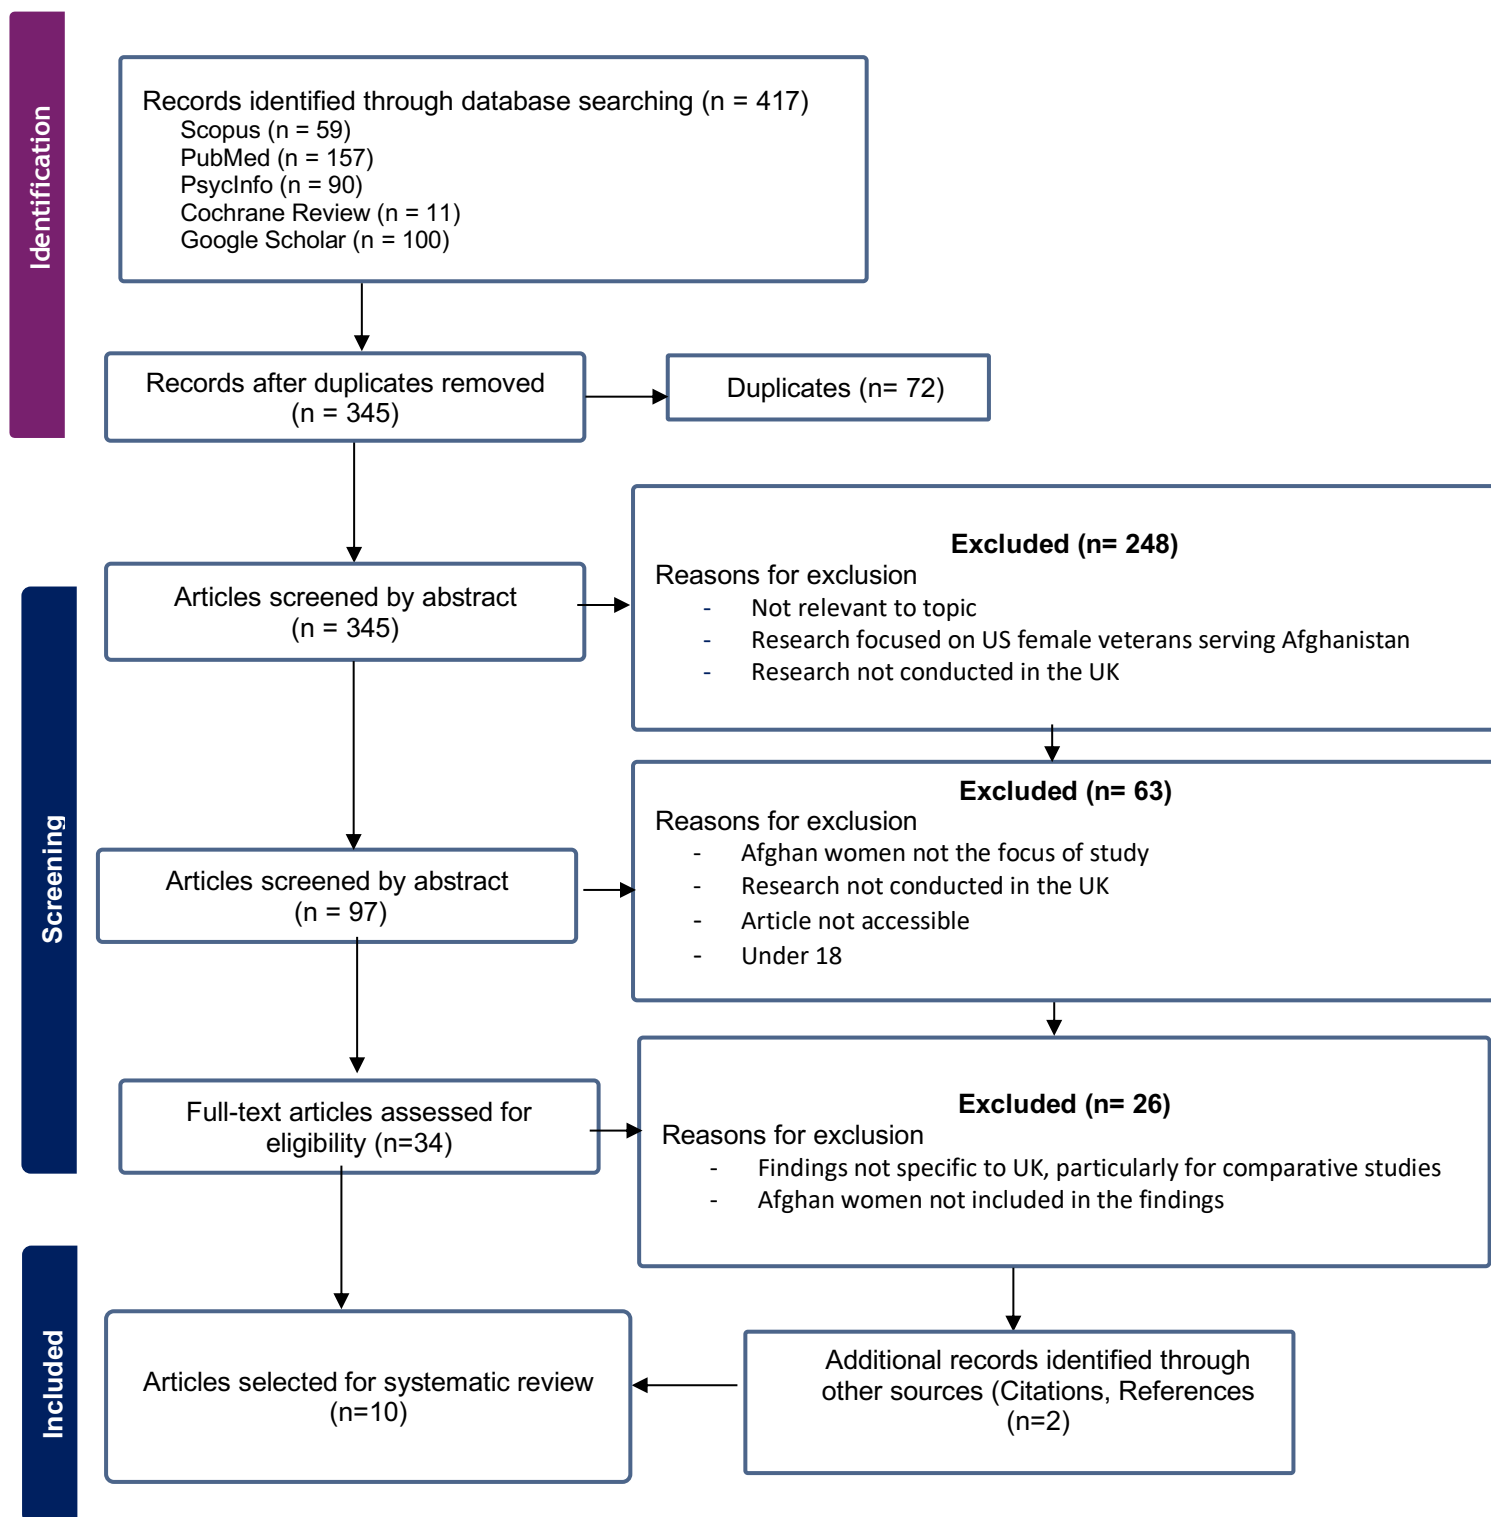 Identification
Records identified through database searching (n = 417)
Scopus (n = 59)
PubMed (n = 157)
PsycInfo (n = 90)
Cochrane Review (n = 11)
Google Scholar (n = 100)
Records after duplicates removed
(n = 345)
Duplicates (n= 72)
Screening
Articles screened by abstract
(n = 345)
Excluded (n= 248)
Reasons for exclusion
- Not relevant to topic
- Research focused on US female veterans serving Afghanistan
- Research not conducted in the UK
Articles screened by abstract
(n = 97)
Excluded (n= 63)
Reasons for exclusion
- Afghan women not the focus of study
- Research not conducted in the UK
- Article not accessible
- Under 18
Full-text articles assessed for
eligibility (n=34)
Excluded (n= 26)
Reasons for exclusion
- Findings not specific to UK, particularly for comparative studies
- Afghan women not included in the findings
Included
Articles selected for systematic review
(n=10)
Additional records identified through
other sources (Citations, References
(n=2)